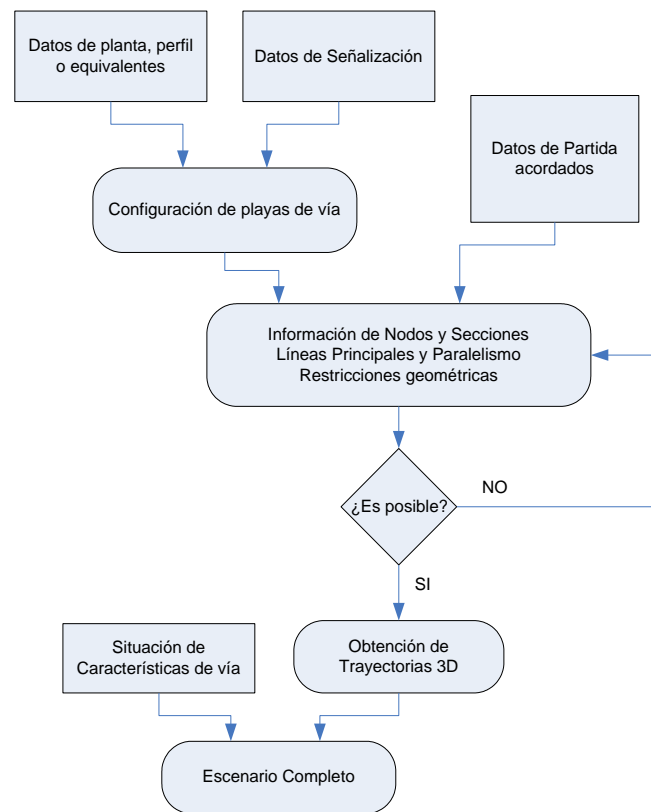 Datos de planta, perfil
o equivalentes
Datos de Señalización
Datos de Partida
acordados
Configuración de playas de vía
Información de Nodos y Secciones
Líneas Principales y Paralelismo
Restricciones geométricas
¿Es posible?
NO
SI
Situación de
Características de vía
Obtención de
Trayectorias 3D
Escenario Completo